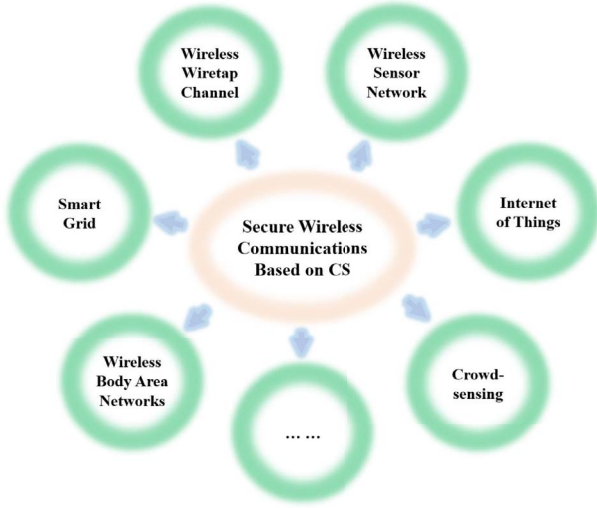 Wireless
Wiretap
Channel
Wireless
Sensor
Network
Smart
Grid
Secure Wireless
Communications
Based on CS
Internet
of Things
Wireless
Body Area
Networks
... ...
Crowd-
sensing